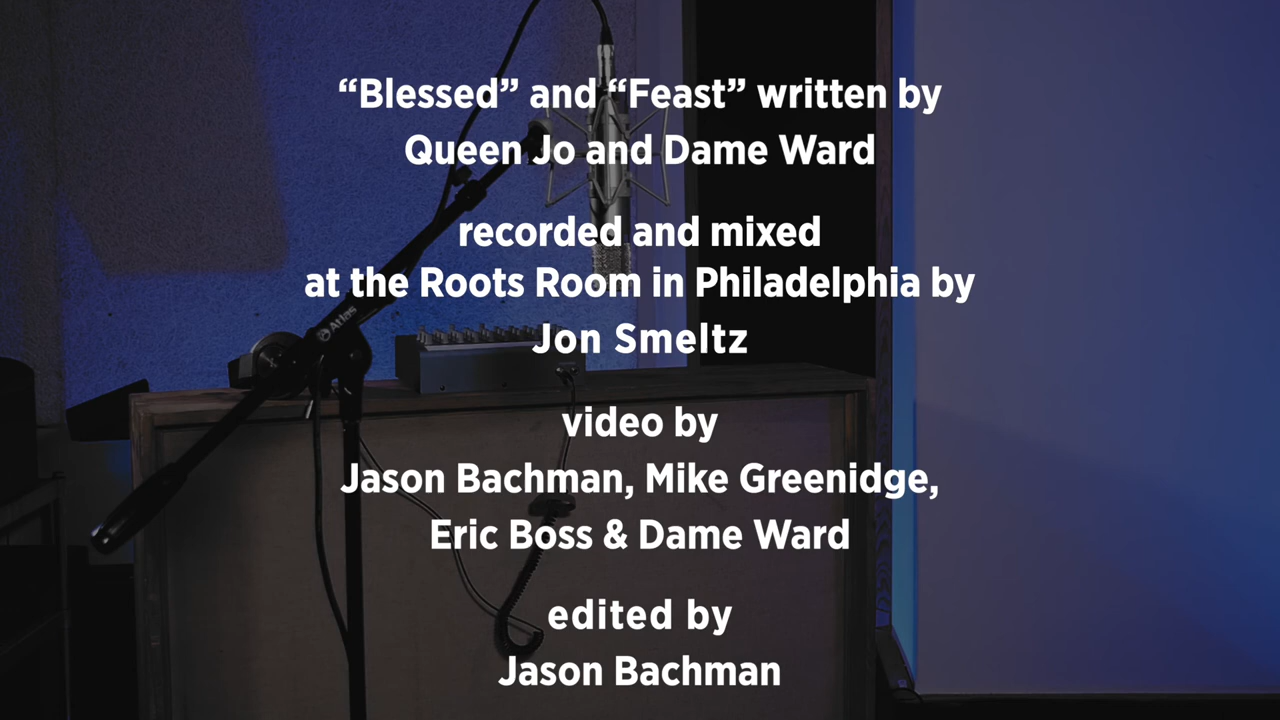 “Blessed” and “Feast” written by
Queen Jo and Dame Ward
recorded and mixed
at the Roots Room in Philadelphia by
Jon Smeltz
Atlas
video by
Jason Bachman, Mike Greenidge,
Eric Boss & Dame Ward
edited by
Jason Bachman